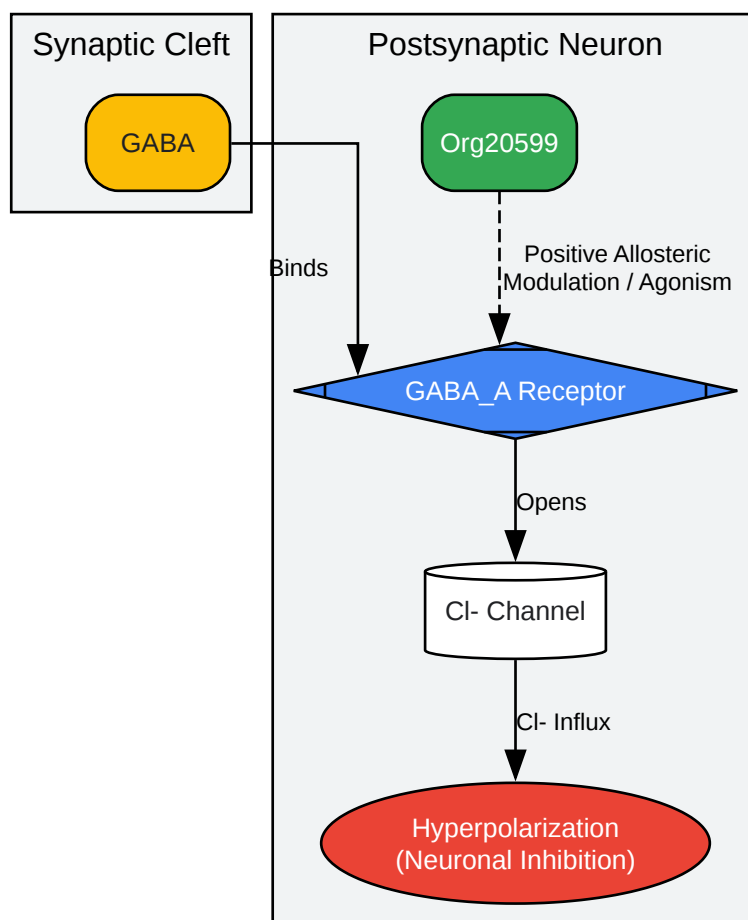 Synaptic Cleft
Postsynaptic Neuron
GABA
Org20599
Binds
Positive Allosteric
Modulation / Agonism
GABA_A Receptor
Opens
Cl- Channel
Cl- Influx
Hyperpolarization
(Neuronal Inhibition)